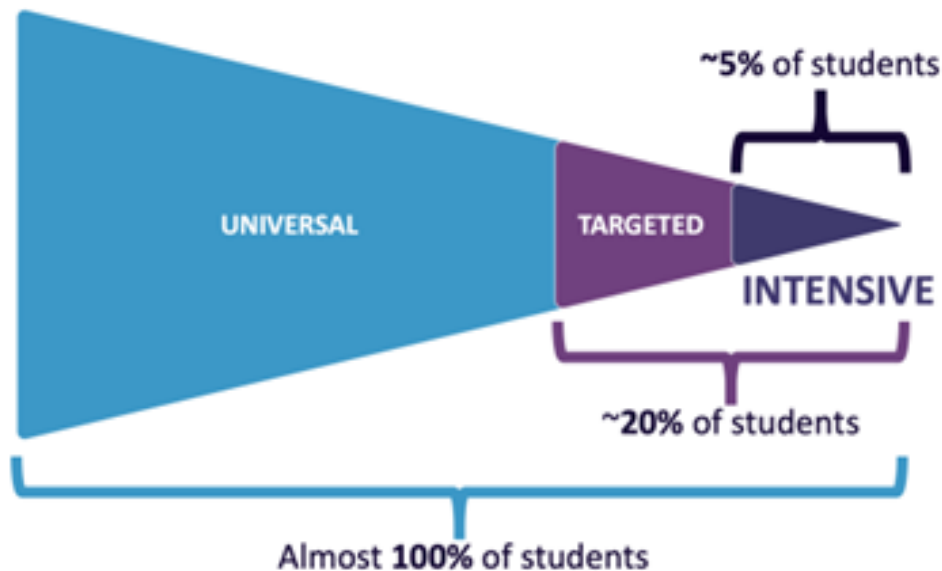 ~5% of students
UNIVERSAL
TARGETED
INTENSIVE
~20% of students
Almost 100% of students